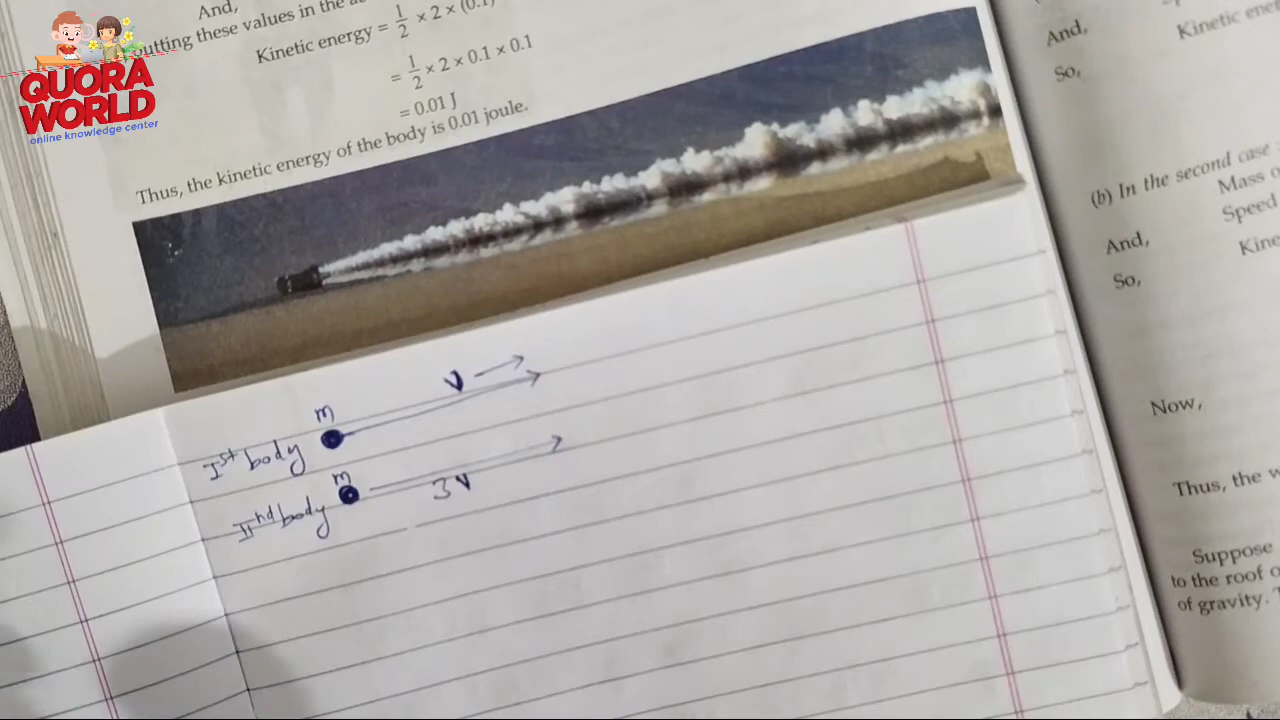 QUORA
WORLD
online knowledge center
And,
putting these values in the
Kinetic energy = 1/2 × 2 × (0.1)
= 1/2 × 2 × 0.1 × 0.1
= 0.01 J
Thus, the kinetic energy of the body is 0.01 joule.
m
V
Ist body
m
3V
IInd body
And,
Kinetic
So,
(b) In the second case
Mass
Speed
And,
So,
Now,
Thus, the
Suppose
to the roof
of gravity.